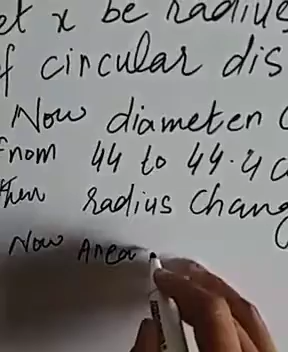 et x be radius
f circular dis
Now diameter
from 44 to 44.4 c
then radius chang
Now Area